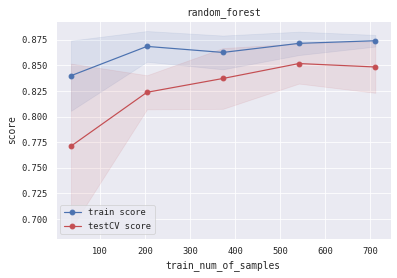 random_forest
0.875
0.850
0.825
0.800
0.775
0.750
0.725
0.700
score
train score
testCV score
100 200 300 400 500 600 700
train_num_of_samples